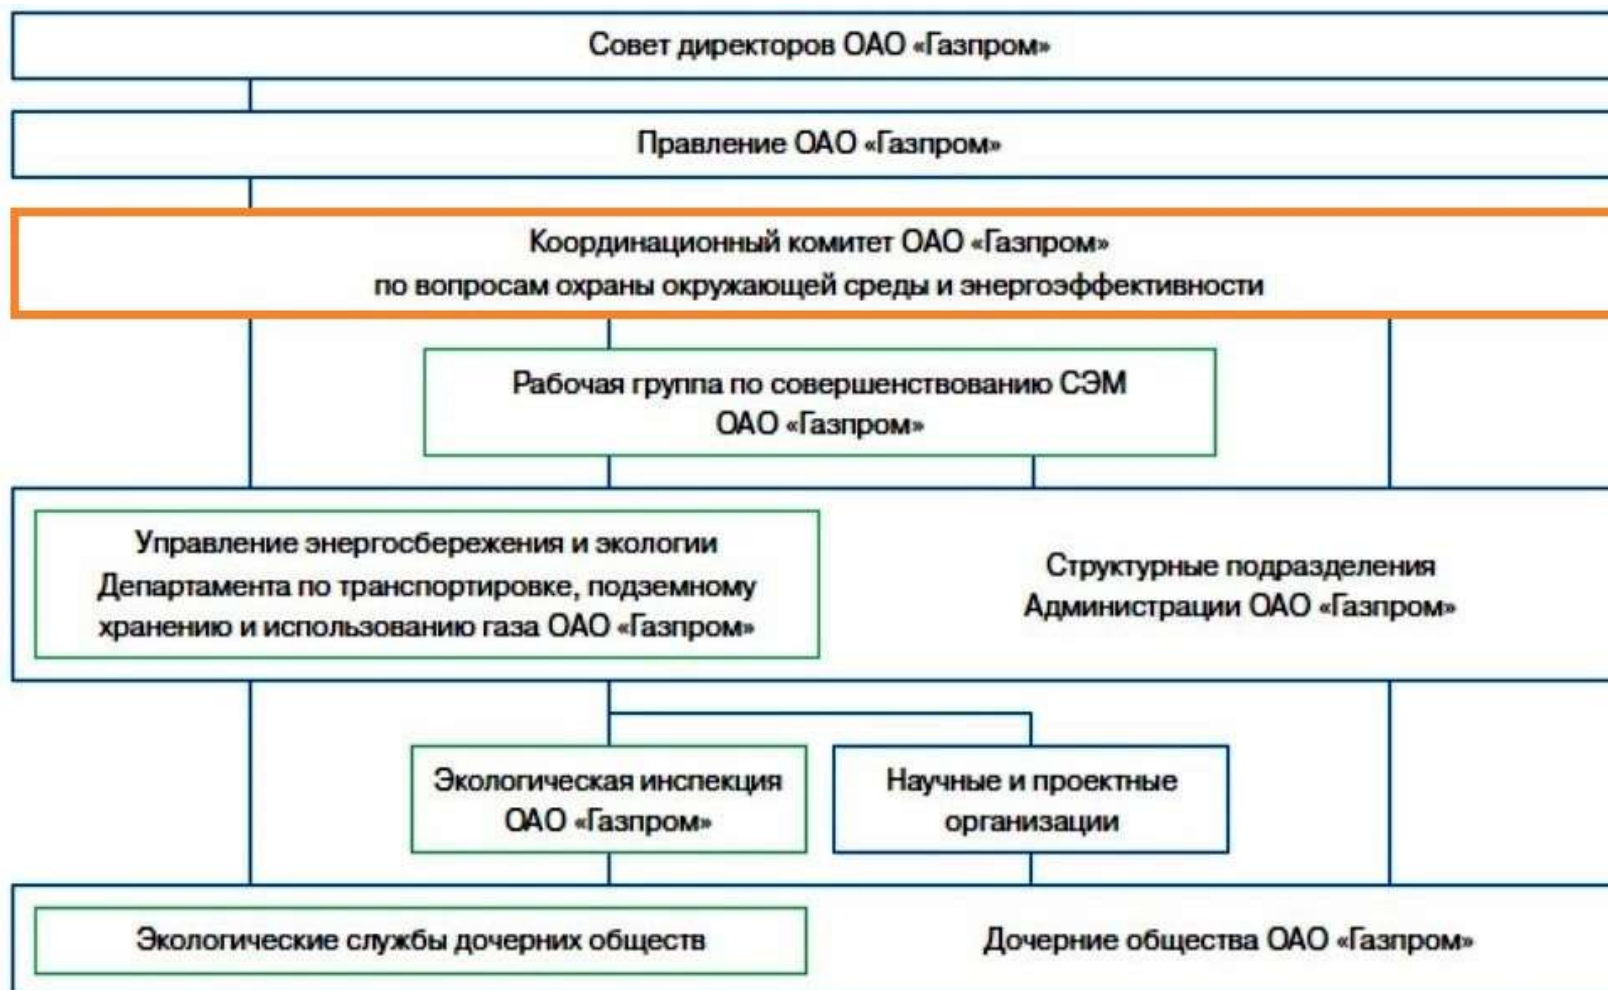 Совет директоров ОАО «Газпром»
Правление ОАО «Газпром»
Координационный комитет ОАО «Газпром»
по вопросам охраны окружающей среды и энергоэффективности
Рабочая группа по совершенствованию СЭМ
ОАО «Газпром»
Управление энергосбережения и экологии
Департамента по транспортировке, подземному
хранению и использованию газа ОАО «Газпром»
Структурные подразделения
Администрации ОАО «Газпром»
Экологическая инспекция
ОАО «Газпром»
Научные и проектные
организации
Экологические службы дочерних обществ
Дочерние общества ОАО «Газпром»